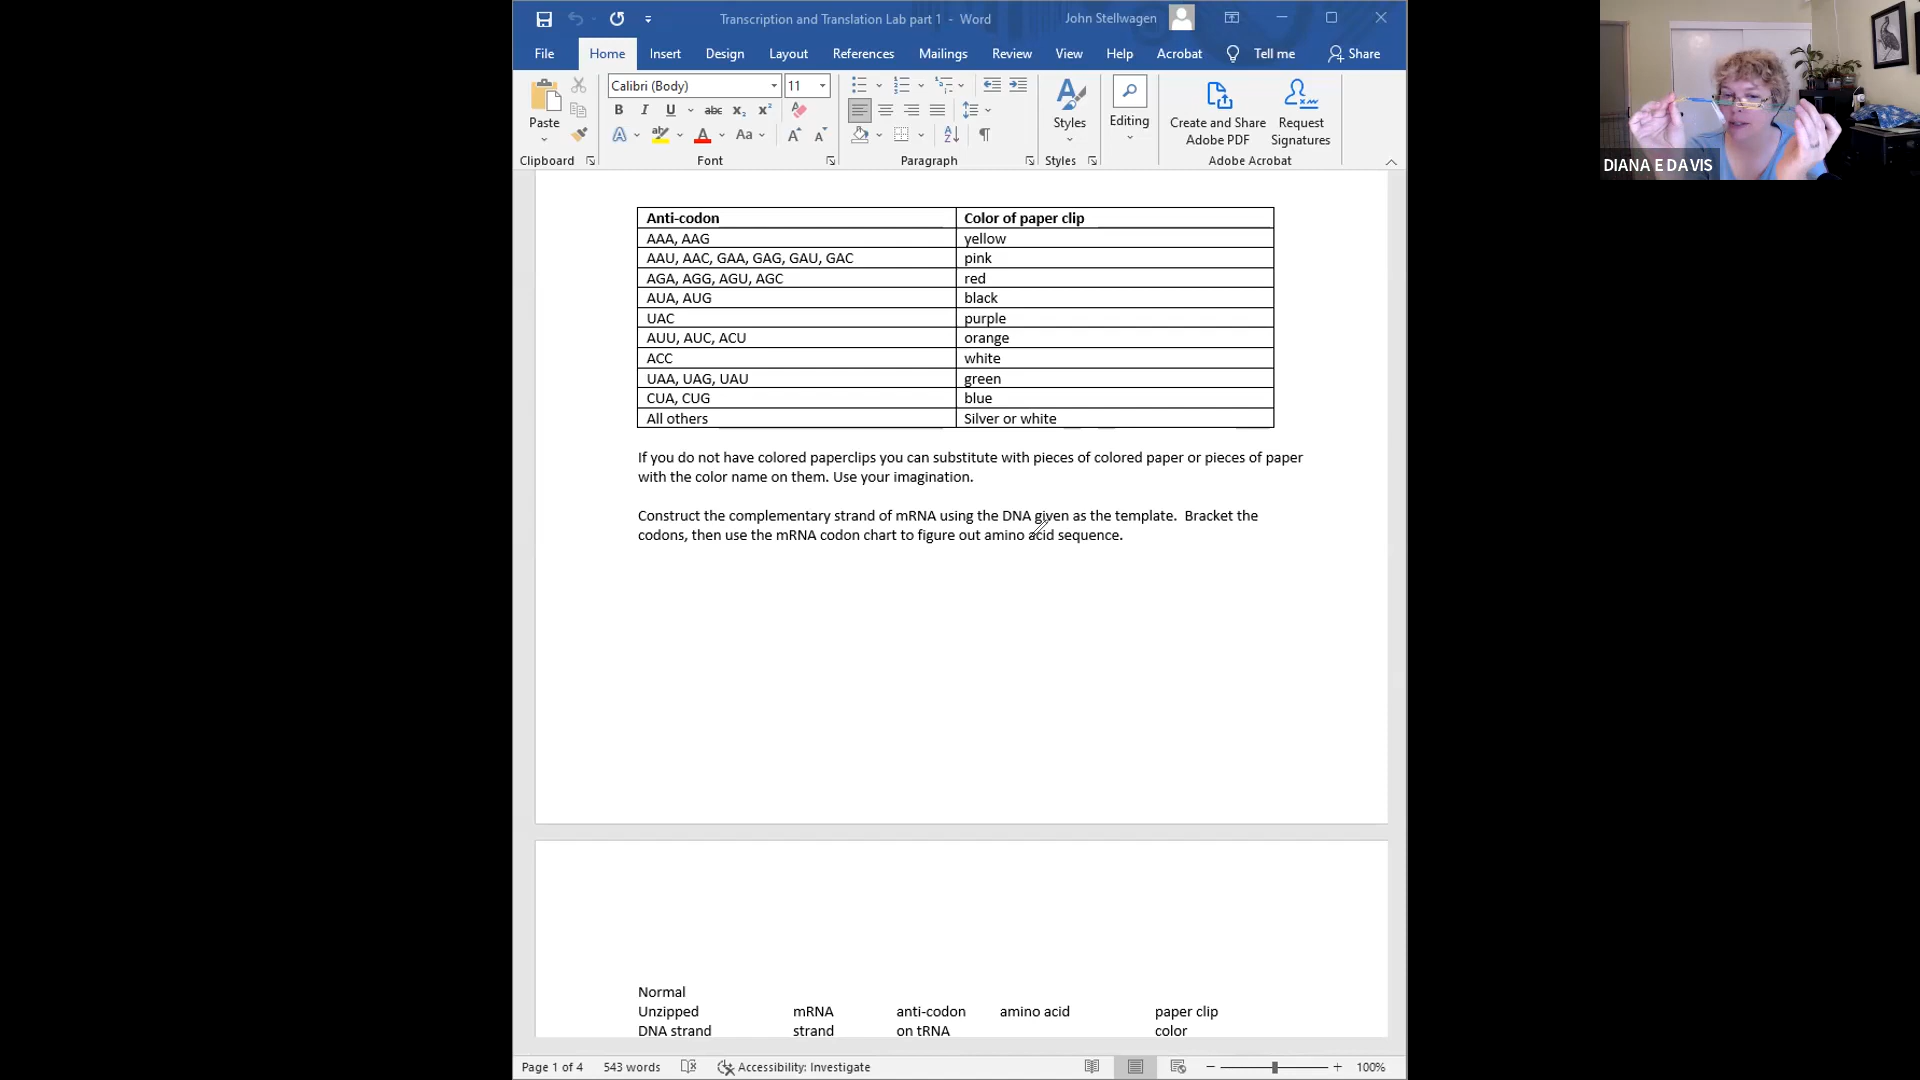 Transcription and Translation Lab part 1 - Word
John Stellwagen
File Home Insert Design Layout References Mailings Review View Help Acrobat Tell me Share
Calibri (Body) 11
Paste
Styles
Editing
Create and Share Adobe PDF
Request Signatures
Clipboard Font Paragraph Styles Adobe Acrobat
DIANA E DAVIS
Anti-codon Color of paper clip
AAA, AAG yellow
AAU, AAC, GAA, GAG, GAU, GAC pink
AGA, AGG, AGU, AGC red
AUA, AUG black
UAC purple
AUU, AUC, ACU orange
ACC white
UAA, UAG, UAU green
CUA, CUG blue
All others Silver or white
If you do not have colored paperclips you can substitute with pieces of colored paper or pieces of paper
with the color name on them. Use your imagination.
Construct the complementary strand of mRNA using the DNA given as the template. Bracket the
codons, then use the mRNA codon chart to figure out amino acid sequence.
Normal
Unzipped mRNA anti-codon amino acid paper clip
DNA strand strand on tRNA color
Page 1 of 4 543 words Accessibility: Investigate 100%